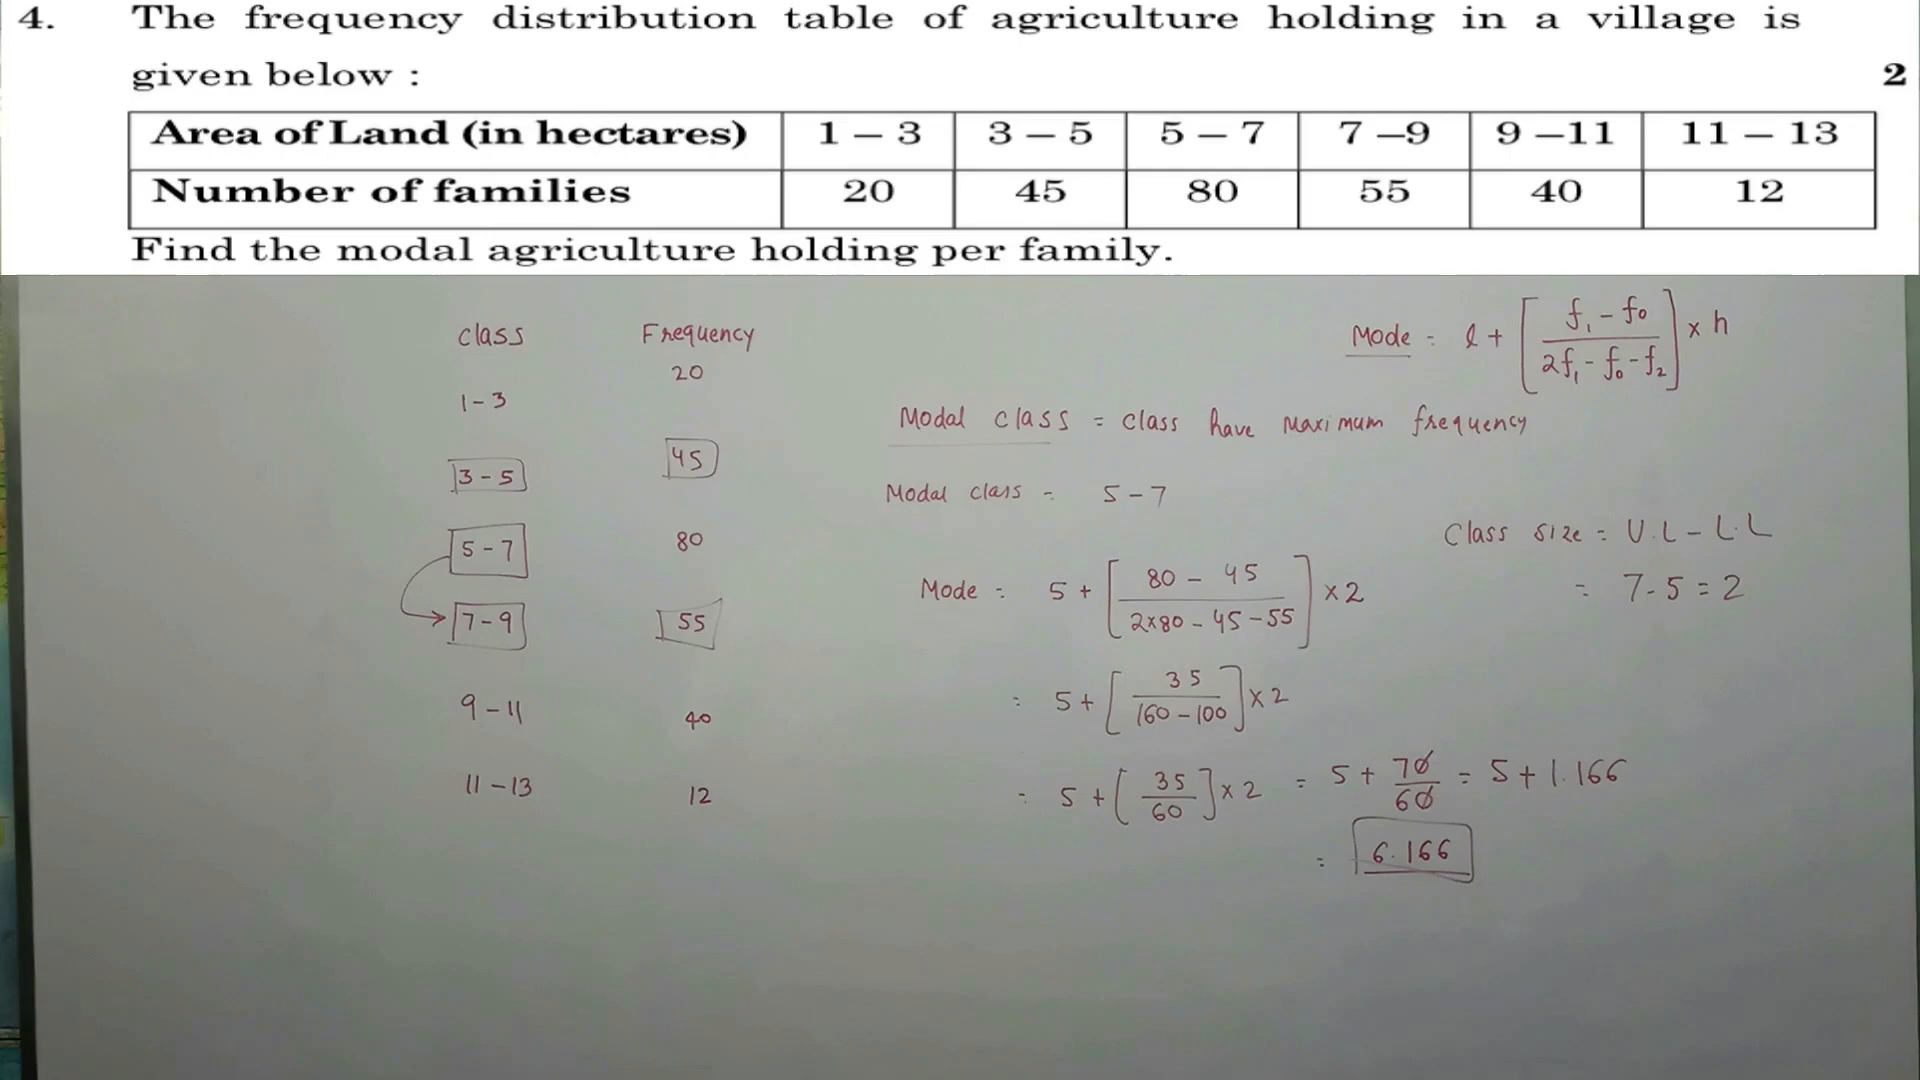 4. The frequency distribution table of agriculture holding in a village is
given below : 2
Area of Land (in hectares) 1 – 3 3 – 5 5 – 7 7 –9 9 –11 11 – 13
Number of families 20 45 80 55 40 12
Find the modal agriculture holding per family.
class Frequency
1-3 20
3-5 45
5-7 80
7-9 55
9-11 40
11-13 12
Mode = l + [ f₁ - f₀ / 2f₁ - f₀ - f₂ ] × h
Modal class = class have maximum frequency
Modal class = 5-7
Class size = U.L - L.L
= 7-5 = 2
Mode = 5 + [ 80 - 45 / 2×80 - 45 - 55 ] × 2
= 5 + [ 35 / 160 - 100 ] × 2
= 5 + [ 35 / 60 ] × 2 = 5 + 70 / 60 = 5 + 1.166
= 6.166